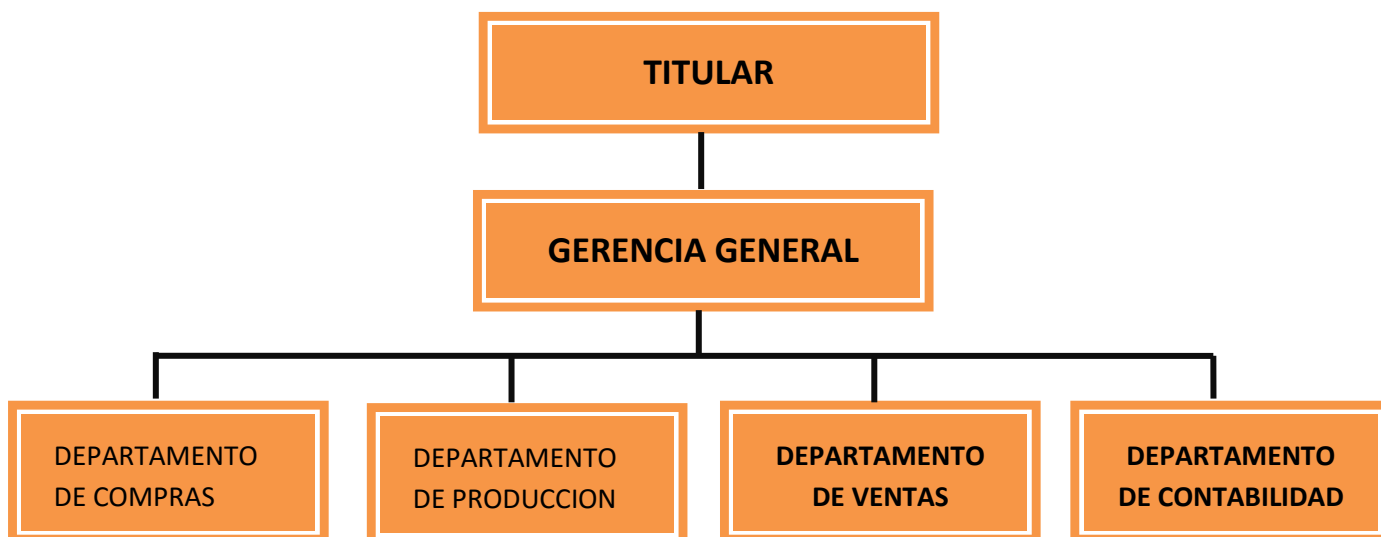 TITULAR
GERENCIA GENERAL
DEPARTAMENTO
DE COMPRAS
DEPARTAMENTO
DE PRODUCCION
DEPARTAMENTO
DE VENTAS
DEPARTAMENTO
DE CONTABILIDAD